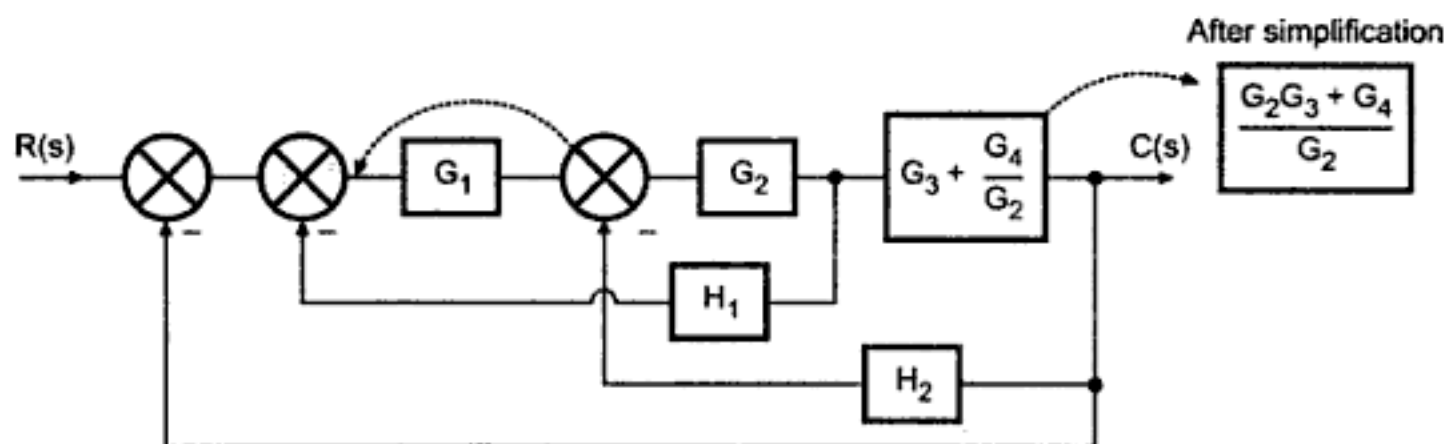 After simplification
G₂G₃ + G₄
G₂
R(s)
G₁
G₂
G₃ + G₄
G₂
C(s)
–
–
–
H₁
H₂